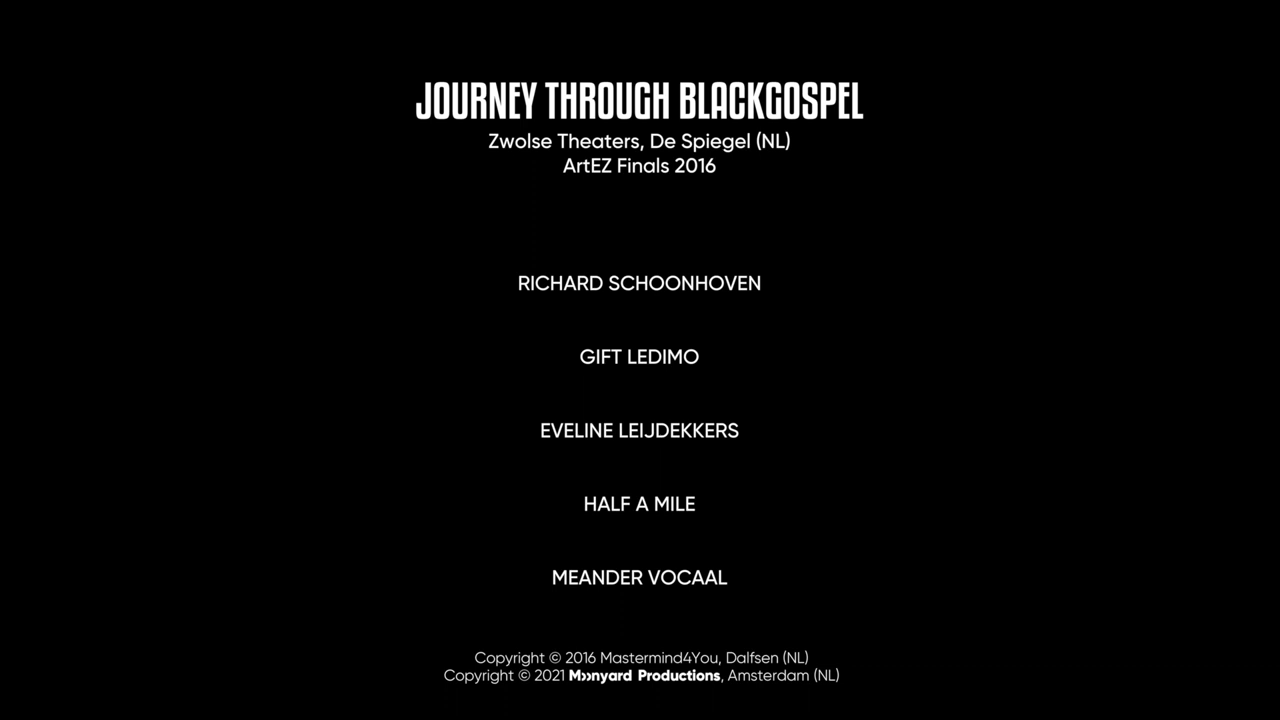 JOURNEY THROUGH BLACKGOSPEL
Zwolse Theaters, De Spiegel (NL)
ArtEZ Finals 2016
RICHARD SCHOONHOVEN
GIFT LEDIMO
EVELINE LEIJDEKKERS
HALF A MILE
MEANDER VOCAAL
Copyright © 2016 Mastermind4You, Dalfsen (NL)
Copyright © 2021 Moonyard Productions, Amsterdam (NL)